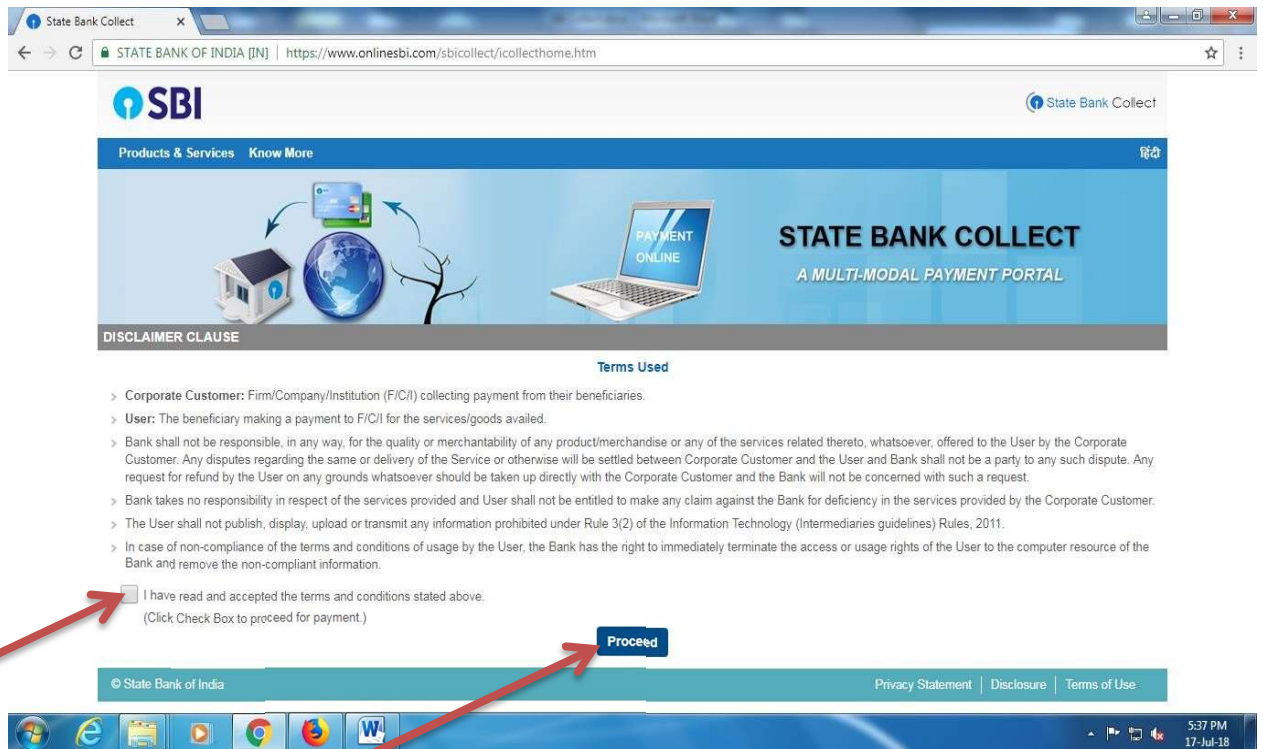 State Bank Collect
STATE BANK OF INDIA [IN] | https://www.onlinesbi.com/sbicollect/icollecthome.htm
SBI
State Bank Collect
Products & Services Know More
हिंदी
PAYMENT
ONLINE
STATE BANK COLLECT
A MULTI-MODAL PAYMENT PORTAL
DISCLAIMER CLAUSE
Terms Used
Corporate Customer: Firm/Company/Institution (F/C/I) collecting payment from their beneficiaries.
User: The beneficiary making a payment to F/C/I for the services/goods availed.
Bank shall not be responsible, in any way, for the quality or merchantability of any product/merchandise or any of the services related thereto, whatsoever, offered to the User by the Corporate
Customer. Any disputes regarding the same or delivery of the Service or otherwise will be settled between Corporate Customer and the User and Bank shall not be a party to any such dispute. Any
request for refund by the User on any grounds whatsoever should be taken up directly with the Corporate Customer and the Bank will not be concerned with such a request.
Bank takes no responsibility in respect of the services provided and User shall not be entitled to make any claim against the Bank for deficiency in the services provided by the Corporate Customer.
The User shall not publish, display, upload or transmit any information prohibited under Rule 3(2) of the Information Technology (Intermediaries guidelines) Rules, 2011.
In case of non-compliance of the terms and conditions of usage by the User, the Bank has the right to immediately terminate the access or usage rights of the User to the computer resource of the
Bank and remove the non-compliant information.
I have read and accepted the terms and conditions stated above.
(Click Check Box to proceed for payment.)
Proceed
© State Bank of India
Privacy Statement | Disclosure | Terms of Use
5:37 PM
17-Jul-18